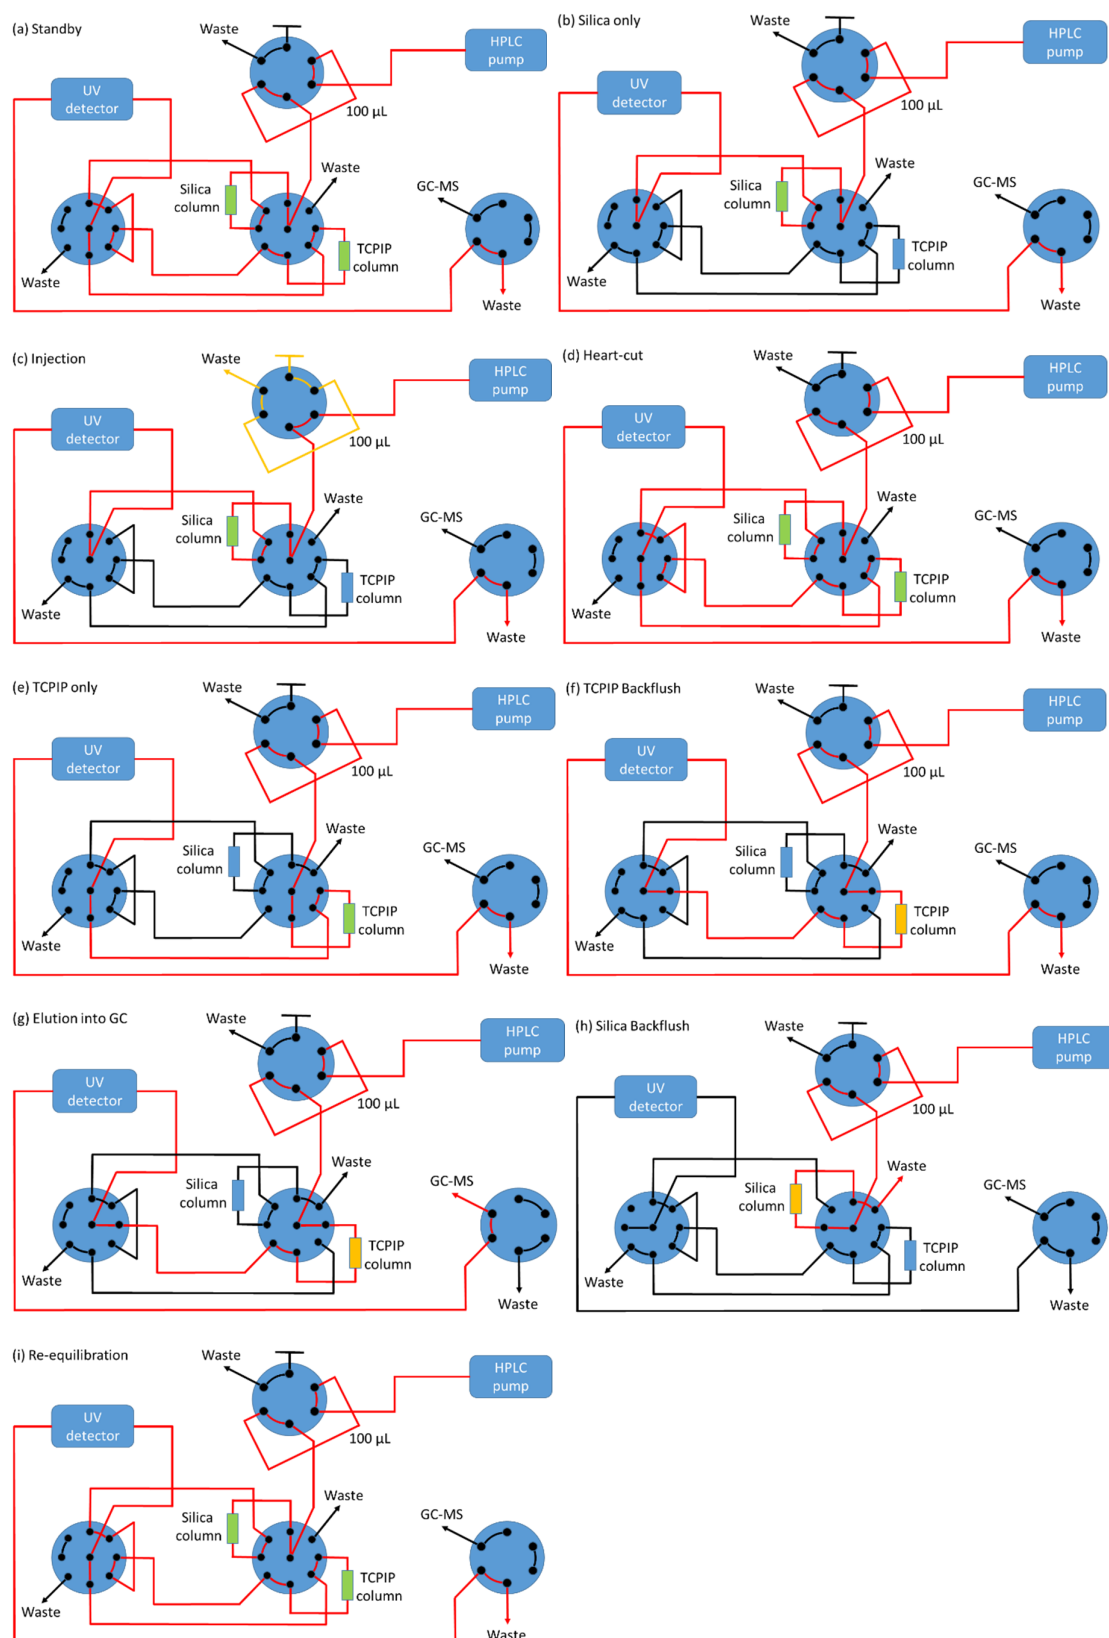 (a) Standby
Waste
HPLC
pump
UV
detector
100 µL
Waste
Silica
column
GC-MS
TCPIP
column
Waste
Waste
(b) Silica only
Waste
HPLC
pump
UV
detector
100 µL
Waste
Silica
column
GC-MS
TCPIP
column
Waste
Waste
(c) Injection
Waste
HPLC
pump
UV
detector
100 µL
Waste
Silica
column
GC-MS
TCPIP
column
Waste
Waste
(d) Heart-cut
Waste
HPLC
pump
UV
detector
100 µL
Waste
Silica
column
GC-MS
TCPIP
column
Waste
Waste
(e) TCPIP only
Waste
HPLC
pump
UV
detector
100 µL
Waste
Silica
column
GC-MS
TCPIP
column
Waste
Waste
(f) TCPIP Backflush
Waste
HPLC
pump
UV
detector
100 µL
Waste
Silica
column
GC-MS
TCPIP
column
Waste
Waste
(g) Elution into GC
Waste
HPLC
pump
UV
detector
100 µL
Waste
Silica
column
GC-MS
TCPIP
column
Waste
Waste
(h) Silica Backflush
Waste
HPLC
pump
UV
detector
100 µL
Waste
Silica
column
GC-MS
TCPIP
column
Waste
Waste
(i) Re-equilibration
Waste
HPLC
pump
UV
detector
100 µL
Waste
Silica
column
GC-MS
TCPIP
column
Waste
Waste